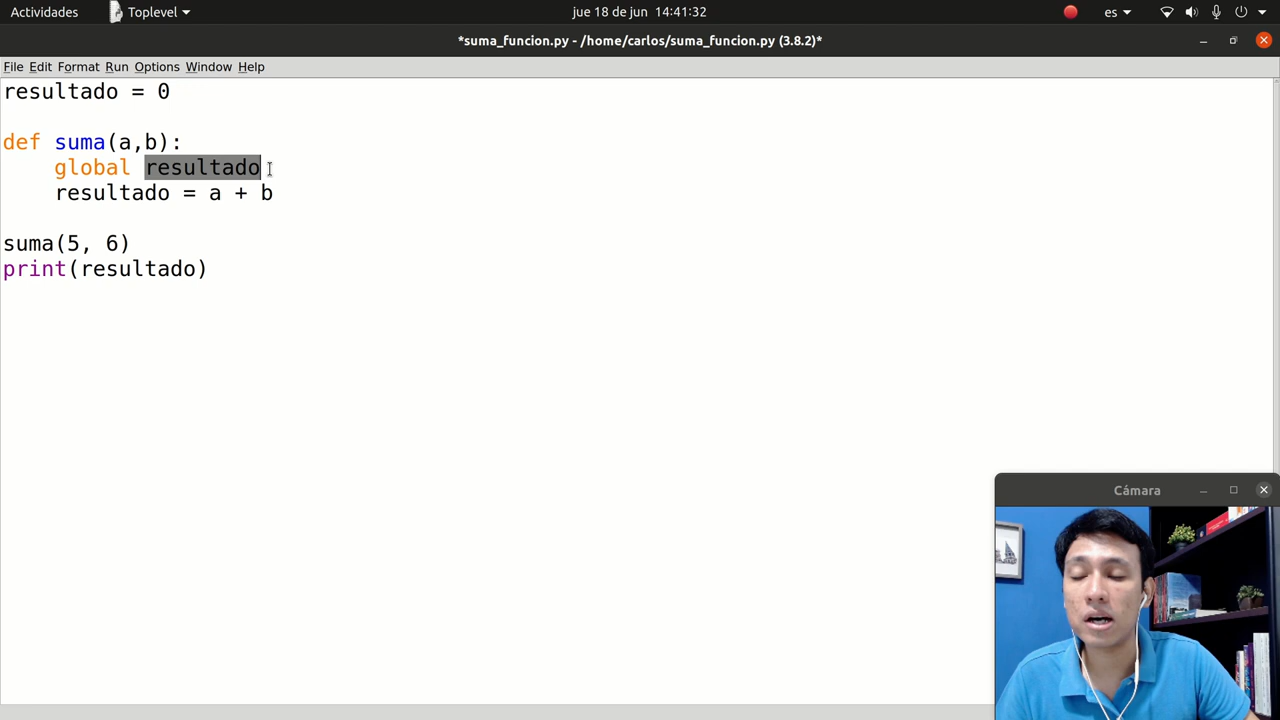 Actividades Toplevel jue 18 de jun 14:41:32 es
*suma_funcion.py - /home/carlos/suma_funcion.py (3.8.2)*
File Edit Format Run Options Window Help
resultado = 0
def suma(a,b):
    global resultado
    resultado = a + b
suma(5, 6)
print(resultado)
Cámara